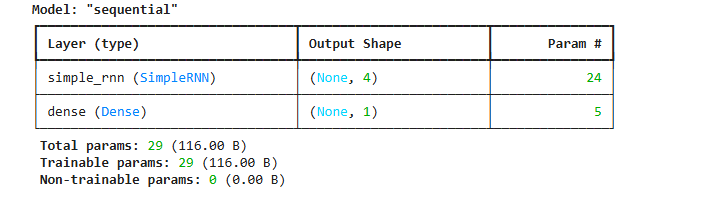 Model: "sequential"
Layer (type) Output Shape Param #
simple_rnn (SimpleRNN) (None, 4) 24
dense (Dense) (None, 1) 5
Total params: 29 (116.00 B)
Trainable params: 29 (116.00 B)
Non-trainable params: 0 (0.00 B)